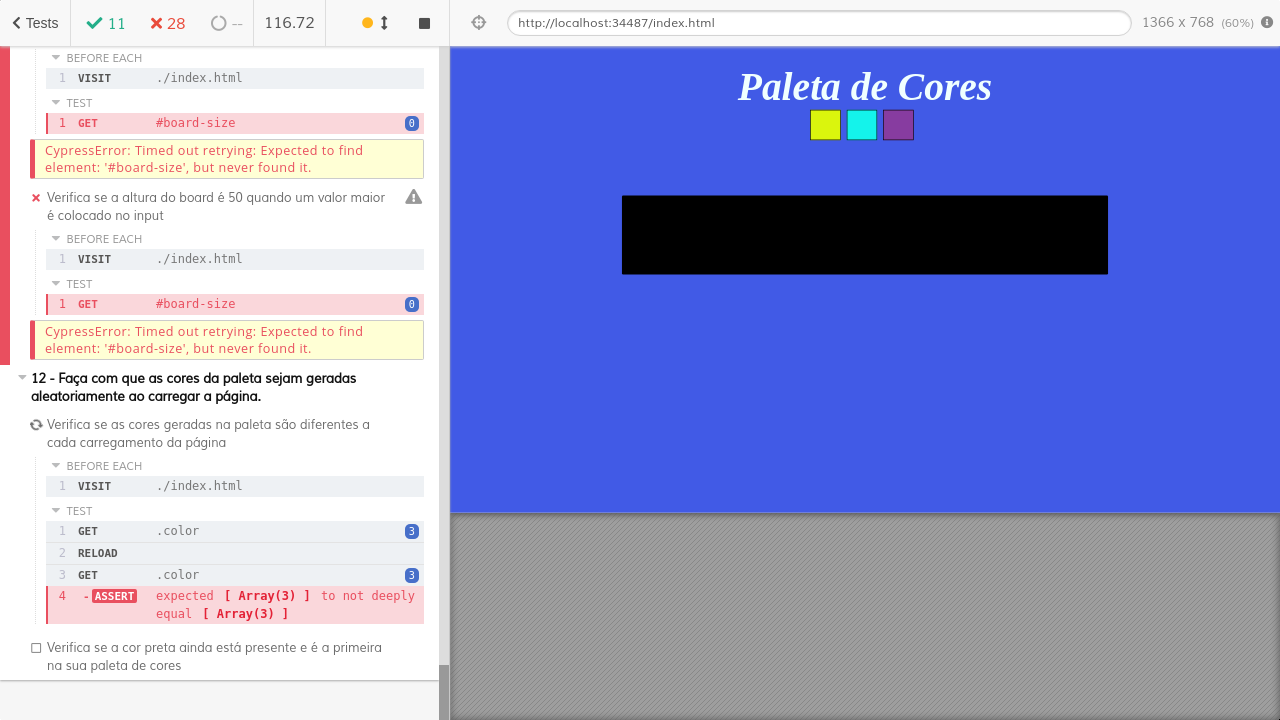 Tests
11
28
--
116.72
http://localhost:34487/index.html
1366 x 768 (60%)
BEFORE EACH
1 VISIT ./index.html
TEST
1 GET #board-size 0
CypressError: Timed out retrying: Expected to find
element: '#board-size', but never found it.
Verifica se a altura do board é 50 quando um valor maior
é colocado no input
BEFORE EACH
1 VISIT ./index.html
TEST
1 GET #board-size 0
CypressError: Timed out retrying: Expected to find
element: '#board-size', but never found it.
12 - Faça com que as cores da paleta sejam geradas
aleatoriamente ao carregar a página.
Verifica se as cores geradas na paleta são diferentes a
cada carregamento da página
BEFORE EACH
1 VISIT ./index.html
TEST
1 GET .color 3
2 RELOAD
3 GET .color 3
4 - ASSERT expected [ Array(3) ] to not deeply
equal [ Array(3) ]
Verifica se a cor preta ainda está presente e é a primeira
na sua paleta de cores
Paleta de Cores